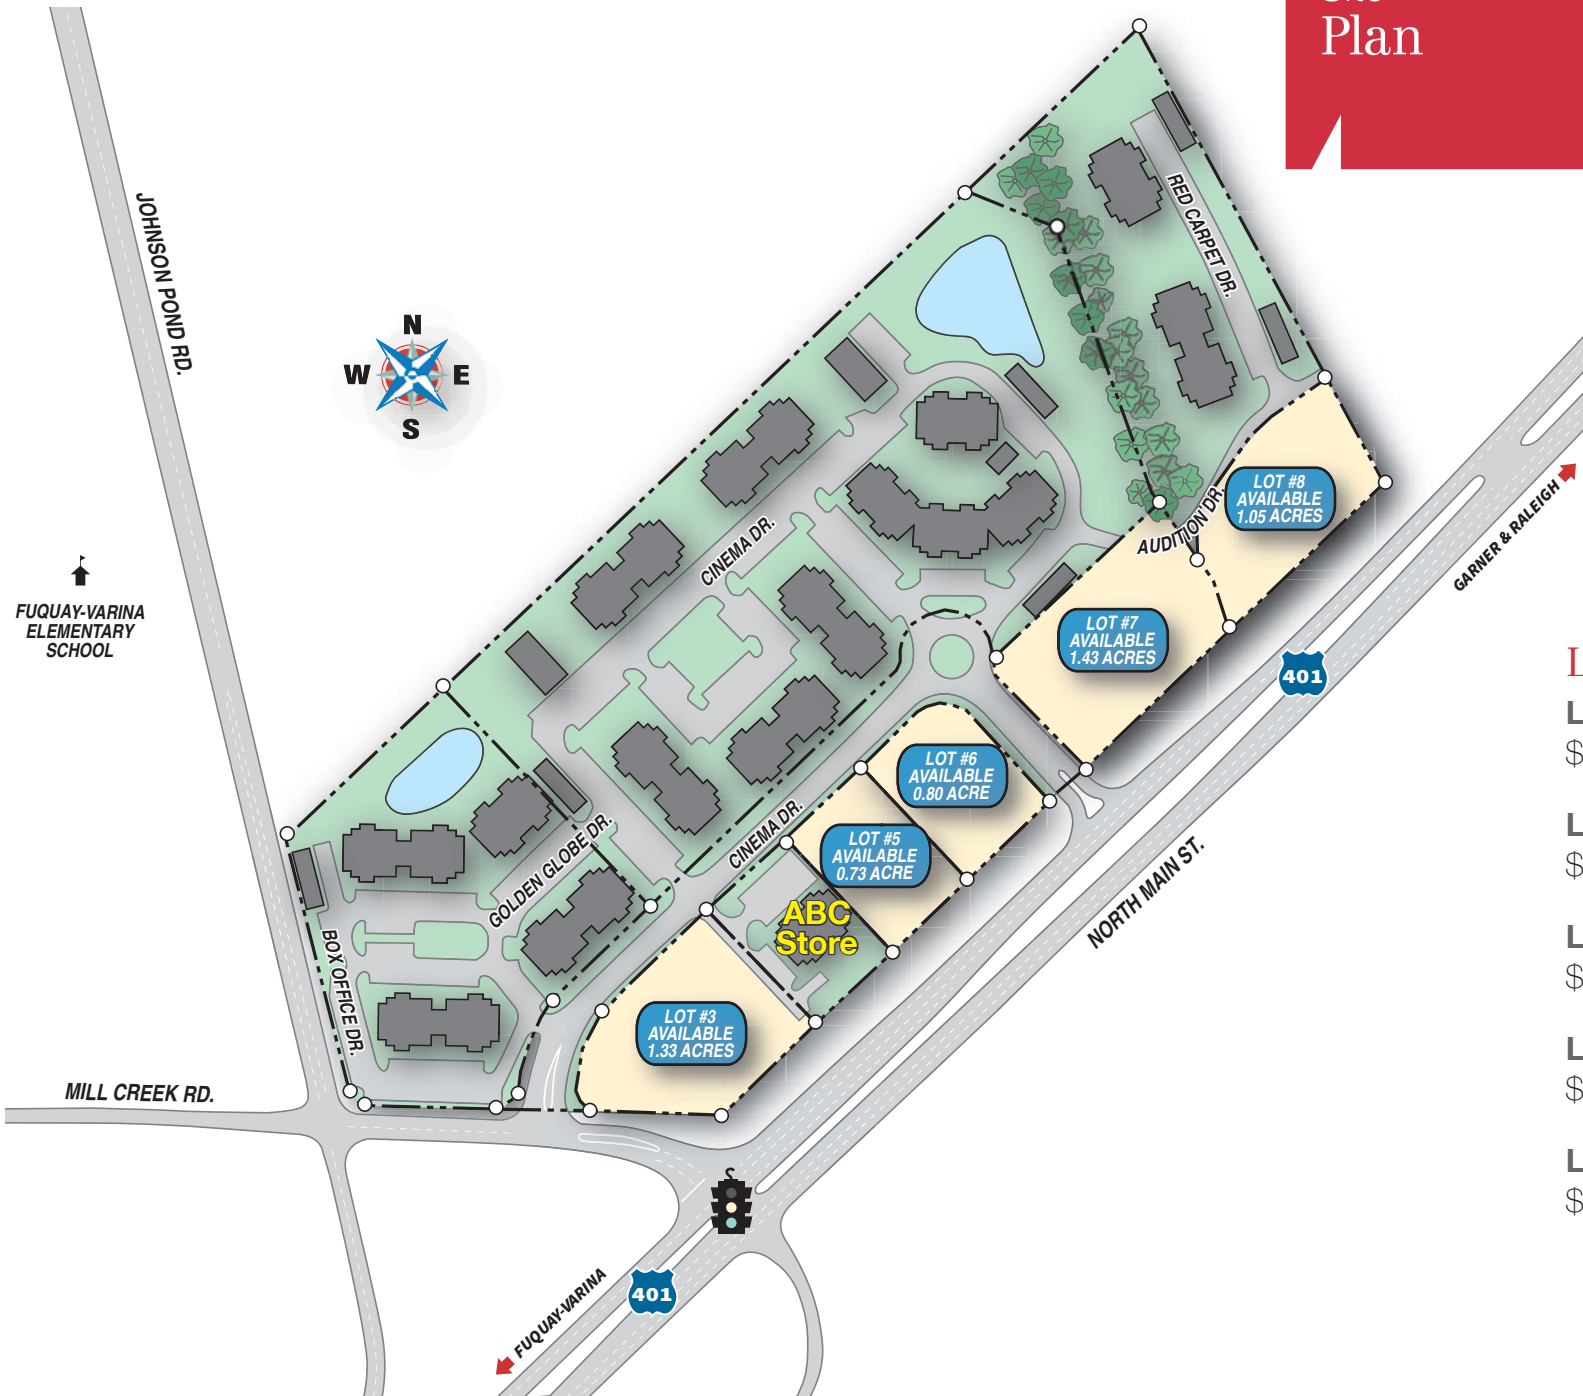 Plan
JOHNSON POND RD.
RED CARPET DR.
N
W E
S
LOT #8
AVAILABLE
1.05 ACRES
AUDITION DR.
GARNER & RALEIGH
CINEMA DR.
FUQUAY-VARINA
ELEMENTARY
SCHOOL
LOT #7
AVAILABLE
1.43 ACRES
401
LOT #6
AVAILABLE
0.80 ACRE
CINEMA DR.
LOT #5
AVAILABLE
0.73 ACRE
GOLDEN GLOBE DR.
NORTH MAIN ST.
ABC
Store
BOX OFFICE DR.
LOT #3
AVAILABLE
1.33 ACRES
MILL CREEK RD.
401
FUQUAY-VARINA
L
L
$
L
$
L
$
L
$
L
$